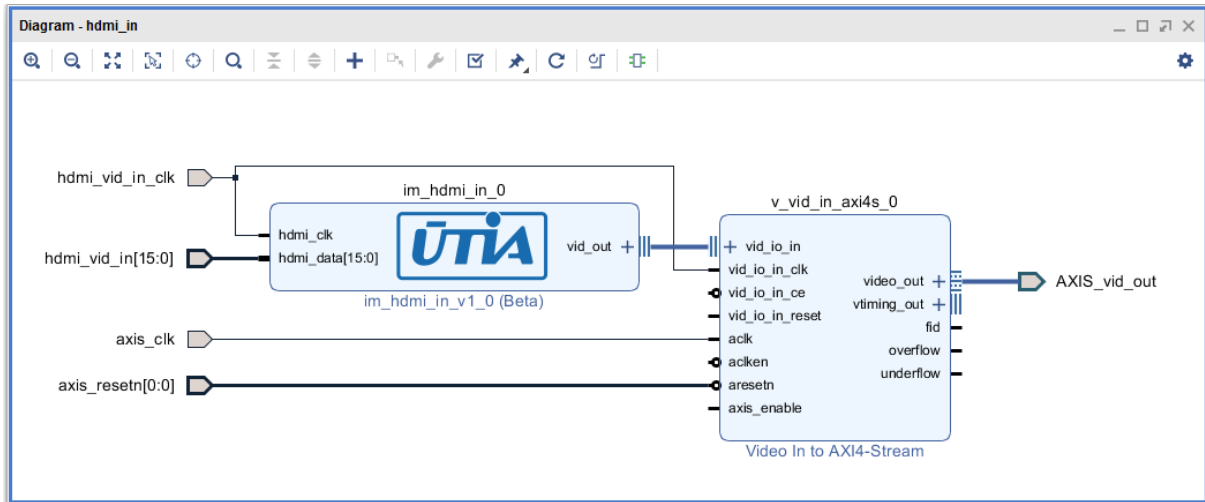 Diagram - hdmi_in
hdmi_vid_in_clk
im_hdmi_in_0
v_vid_in_axi4s_0
hdmi_clk
hdmi_data[15:0]
ŪTIA
vid_out
im_hdmi_in_v1_0 (Beta)
hdmi_vid_in[15:0]
vid_io_in
vid_io_in_clk
vid_io_in_ce
vid_io_in_reset
aclk
aclken
aresetn
axis_enable
video_out
vtiming_out
fid
overflow
underflow
AXIS_vid_out
axis_clk
axis_resetn[0:0]
Video In to AXI4-Stream